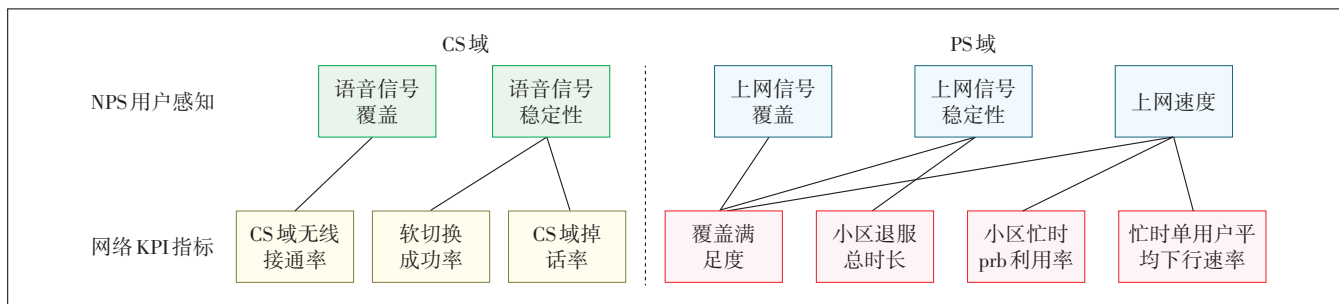 CS域
PS域
NPS用户感知
语音信号
覆盖
语音信号
稳定性
上网信号
覆盖
上网信号
稳定性
上网速度
网络KPI指标
CS域无线
接通率
软切换
成功率
CS域掉
话率
覆盖满
足度
小区退服
总时长
小区忙时
prb利用率
忙时单用户平
均下行速率